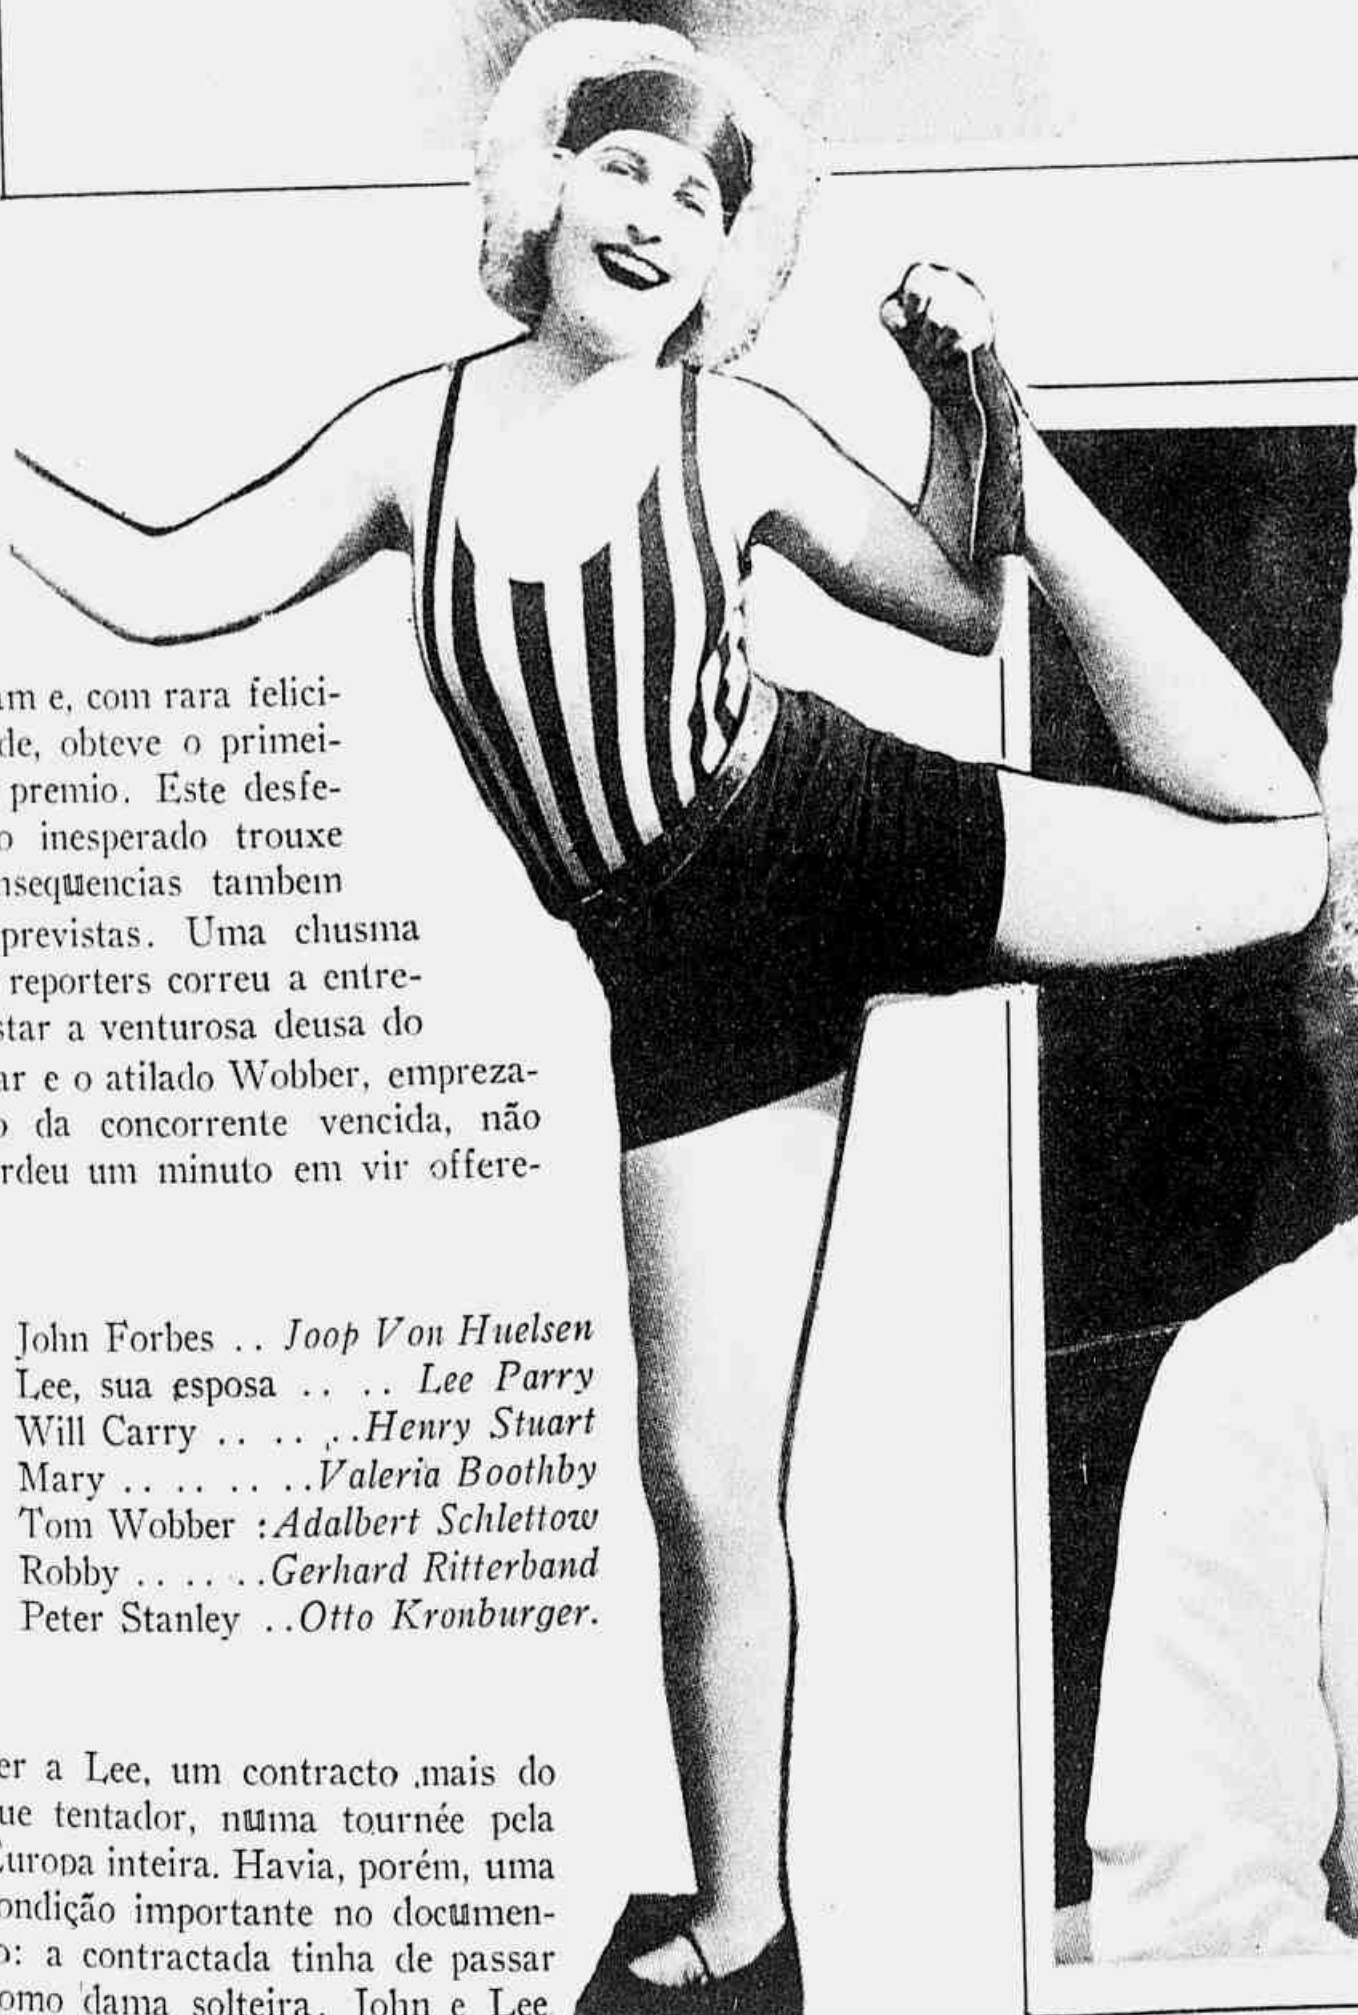 am e, com rara felici-
de, obteve o primei-
premio. Este desfe-
o inesperado trouxe
nsequencias tambem
previstas. Uma chusma
reporters correu a entre-
star a venturosa deusa do
ar e o atilado Wobber, empreza-
o da concorrente vencida, não
rdeu um minuto em vir offere-
John Forbes .. Joop Von Huelsen
Lee, sua esposa .. .. Lee Parry
Will Carry .. .. ..Henry Stuart
Mary .. .. .. ..Valeria Boothby
Tom Wobber :Adalbert Schlettow
Robby .. .. ..Gerhard Ritterband
Peter Stanley ..Otto Kronburger.
er a Lee, um contracto mais do
ue tentador, numa tournée pela
Europa inteira. Havia, porém, uma
ondição importante no documen-
o: a contractada tinha de passar
omo dama solteira. John e Lee